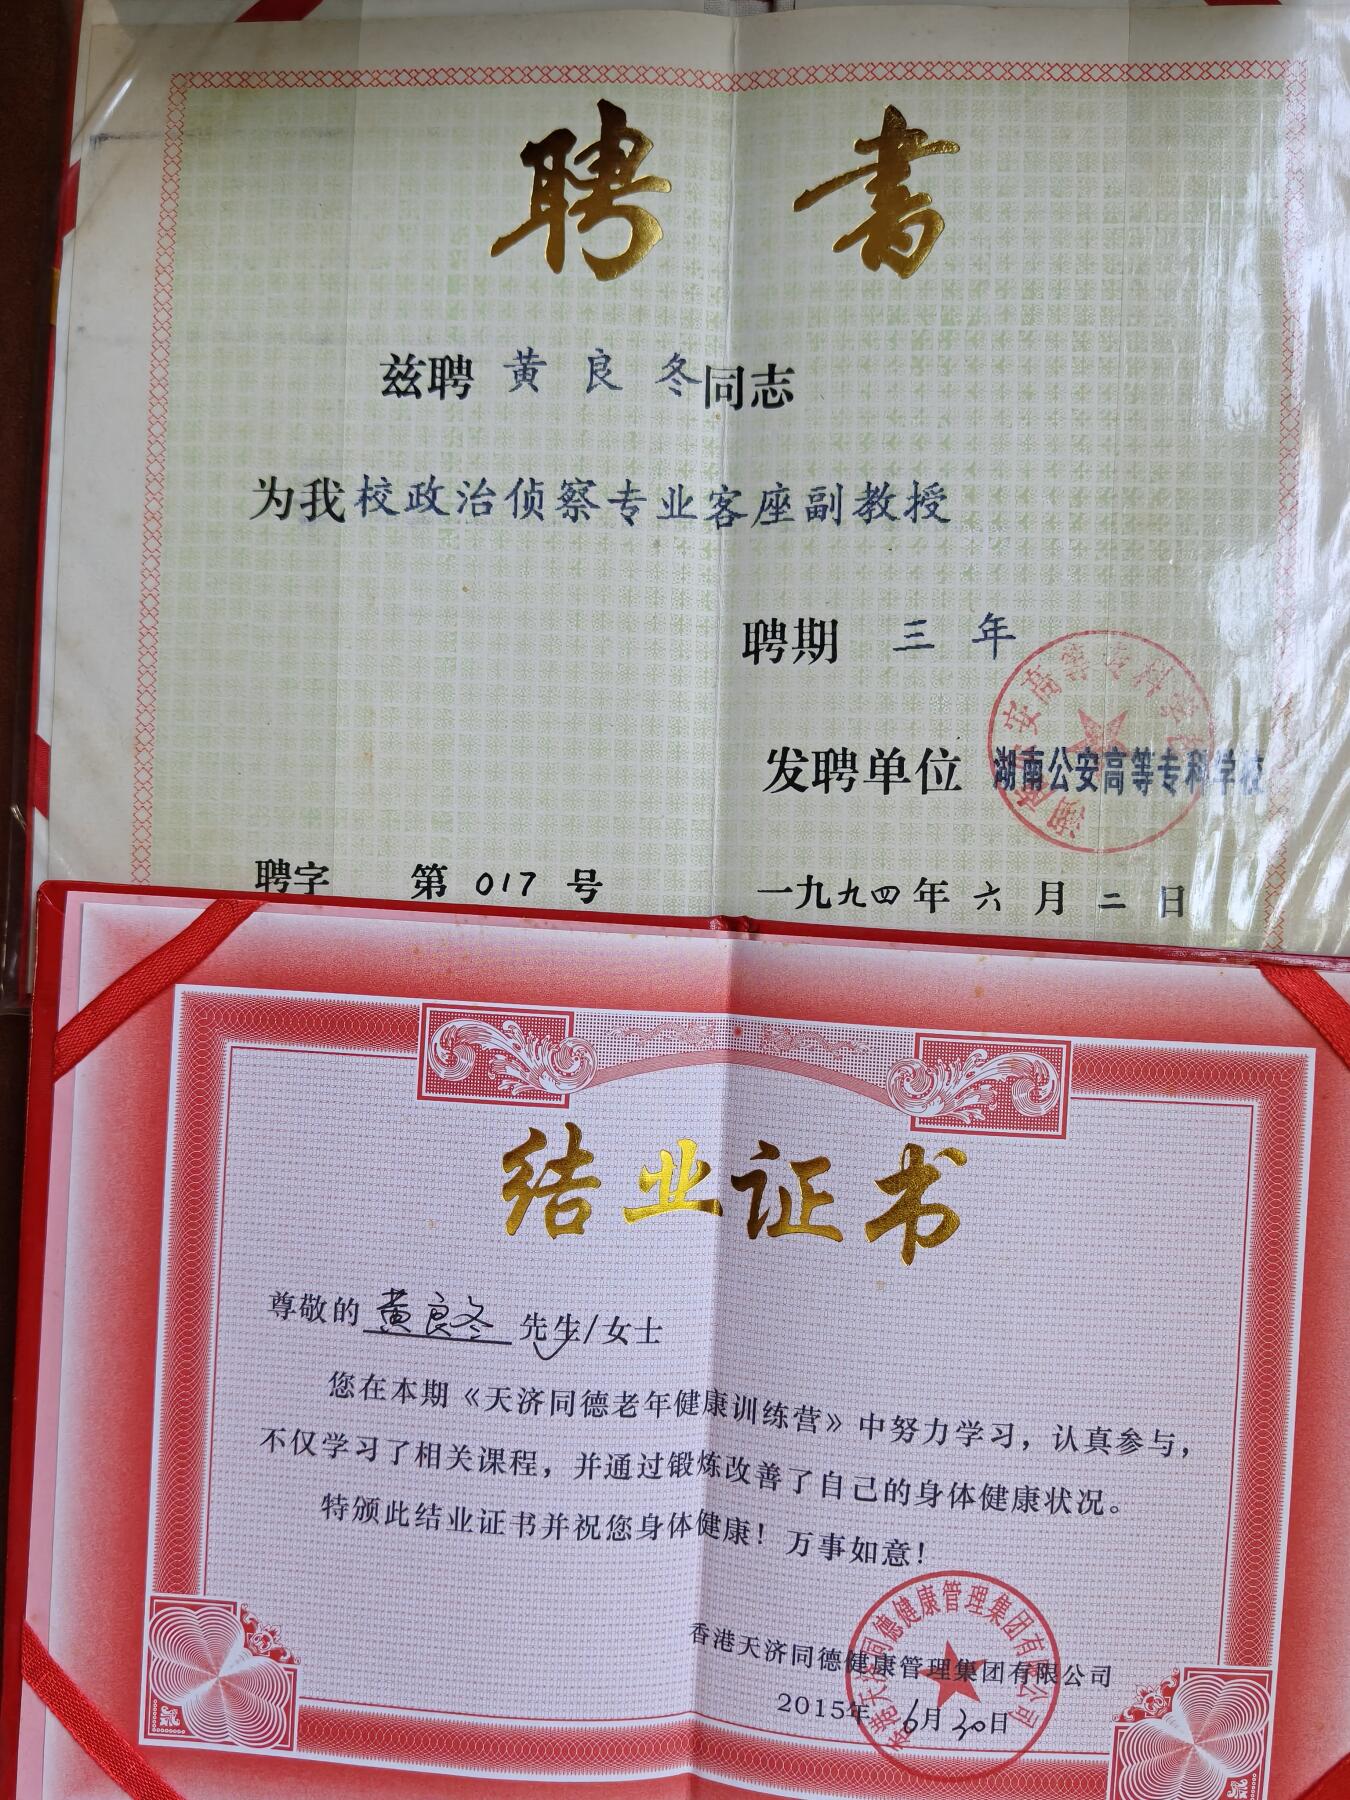 聘书
兹聘 黄良冬同志
为我校政治侦察专业客座副教授
聘期 三年
发聘单位 湖南公安高等专科学校
聘字 第 017 号
一九九四年六月二日
结业证书
尊敬的 黄良冬 先生/女士
您在本期《天济同德老年健康训练营》中努力学习，认真参与，
不仅学习了相关课程，并通过锻炼改善了自己的身体健康状况。
特颁此结业证书并祝您身体健康！万事如意！
香港天济同德健康管理集团有限公司
2015年6月30日